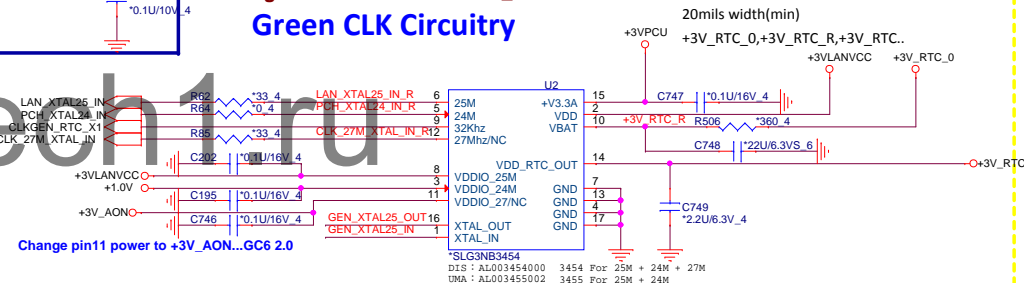 *0.1U/10V_4
Green CLK Circuitry
20mils width(min)
+3V_RTC_0,+3V_RTC_R,+3V_RTC..
+3VPCU
+3VLANVCC
+3V_RTC_0
U2
LAN_XTAL25_IN
R62
*33_4
LAN_XTAL25_IN_R
6
25M
+V3.3A
15
C747
*0.1U/16V_4
PCH_XTAL24_IN
R64
*0_4
PCH_XTAL24_IN_R
5
24M
VDD
2
CLKGEN_RTC_X1
9
32Khz
VBAT
10
+3V_RTC_R
R506
*360_4
CLK_27M_XTAL_IN
R85
*33_4
CLK_27M_XTAL_IN_R
12
27Mhz/NC
C748
*22U/6.3VS_6
ech1.ru
C202
*0.1U/16V_4
VDD_RTC_OUT
14
+3V_RTC
+3VLANVCC
8
VDDIO_25M
+1.0V
3
VDDIO_24M
GND
7
C195
*0.1U/16V_4
11
VDDIO_27/NC
GND
13
+3V_AON
GND
4
C749
*2.2U/6.3V_4
C746
*0.1U/16V_4
GEN_XTAL25_OUT
16
XTAL_OUT
GND
17
GEN_XTAL25_IN
1
XTAL_IN
Change pin11 power to +3V_AON...GC6 2.0
*SLG3NB3454
DIS : AL003454000 3454 For 25M + 24M + 27M
UMA : AL003455002 3455 For 25M + 24M